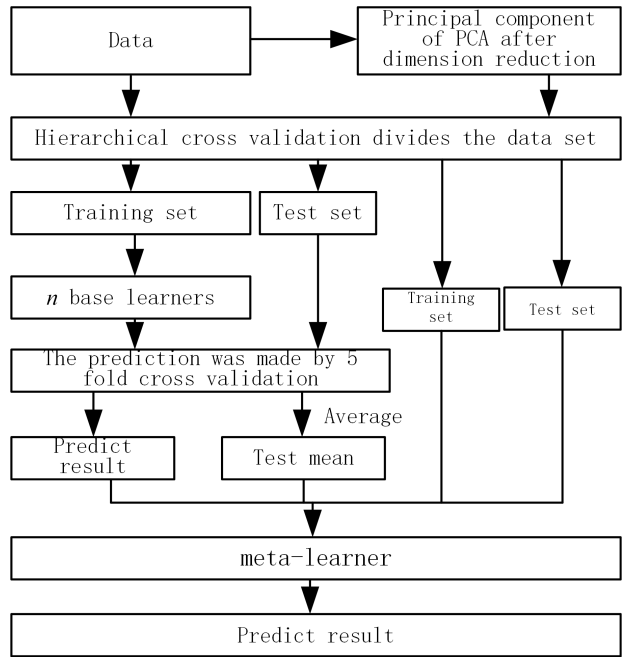 Data
Principal component
of PCA after
dimension reduction
Hierarchical cross validation divides the data set
Training set
Test set
n base learners
Training
set
Test set
The prediction was made by 5
fold cross validation
Average
Predict
result
Test mean
meta-learner
Predict result